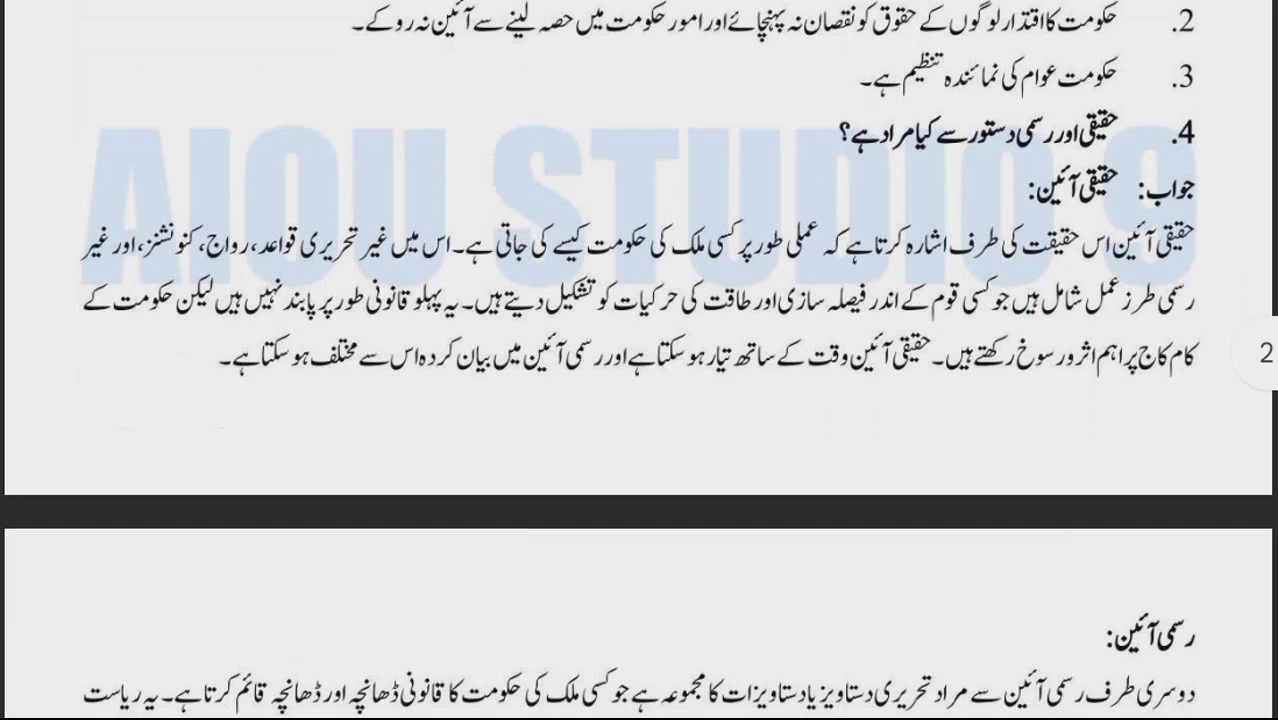 2. حکومت کا اقتدار لوگوں کے حقوق کو نقصان نہ پہنچائے اور امور حکومت میں حصہ لینے سے آئین نہ روکے۔
3. حکومت عوام کی نمائندہ تنظیم ہے۔
4. حقیقی اور رسمی دستور سے کیا مراد ہے؟
جواب: حقیقی آئین:
حقیقی آئین اس حقیقت کی طرف اشارہ کرتا ہے کہ عملی طور پر کسی ملک کی حکومت کیسے کی جاتی ہے۔ اس میں غیر تحریری قواعد، رواج، کنونشنز، اور غیر
رسمی طرز عمل شامل ہیں جو کسی قوم کے اندر فیصلہ سازی اور طاقت کی حرکیات کو تشکیل دیتے ہیں۔ یہ پہلو قانونی طور پر پابند نہیں ہیں لیکن حکومت کے
کام کاج پر اہم اثر و رسوخ رکھتے ہیں۔ حقیقی آئین وقت کے ساتھ تیار ہو سکتا ہے اور رسمی آئین میں بیان کردہ اس سے مختلف ہو سکتا ہے۔
AIOU STUDIO 9
2
رسمی آئین:
دوسری طرف رسمی آئین سے مراد تحریری دستاویز یا دستاویزات کا مجموعہ ہے جو کسی ملک کی حکومت کا قانونی ڈھانچہ اور ڈھانچہ قائم کرتا ہے۔ یہ ریاست